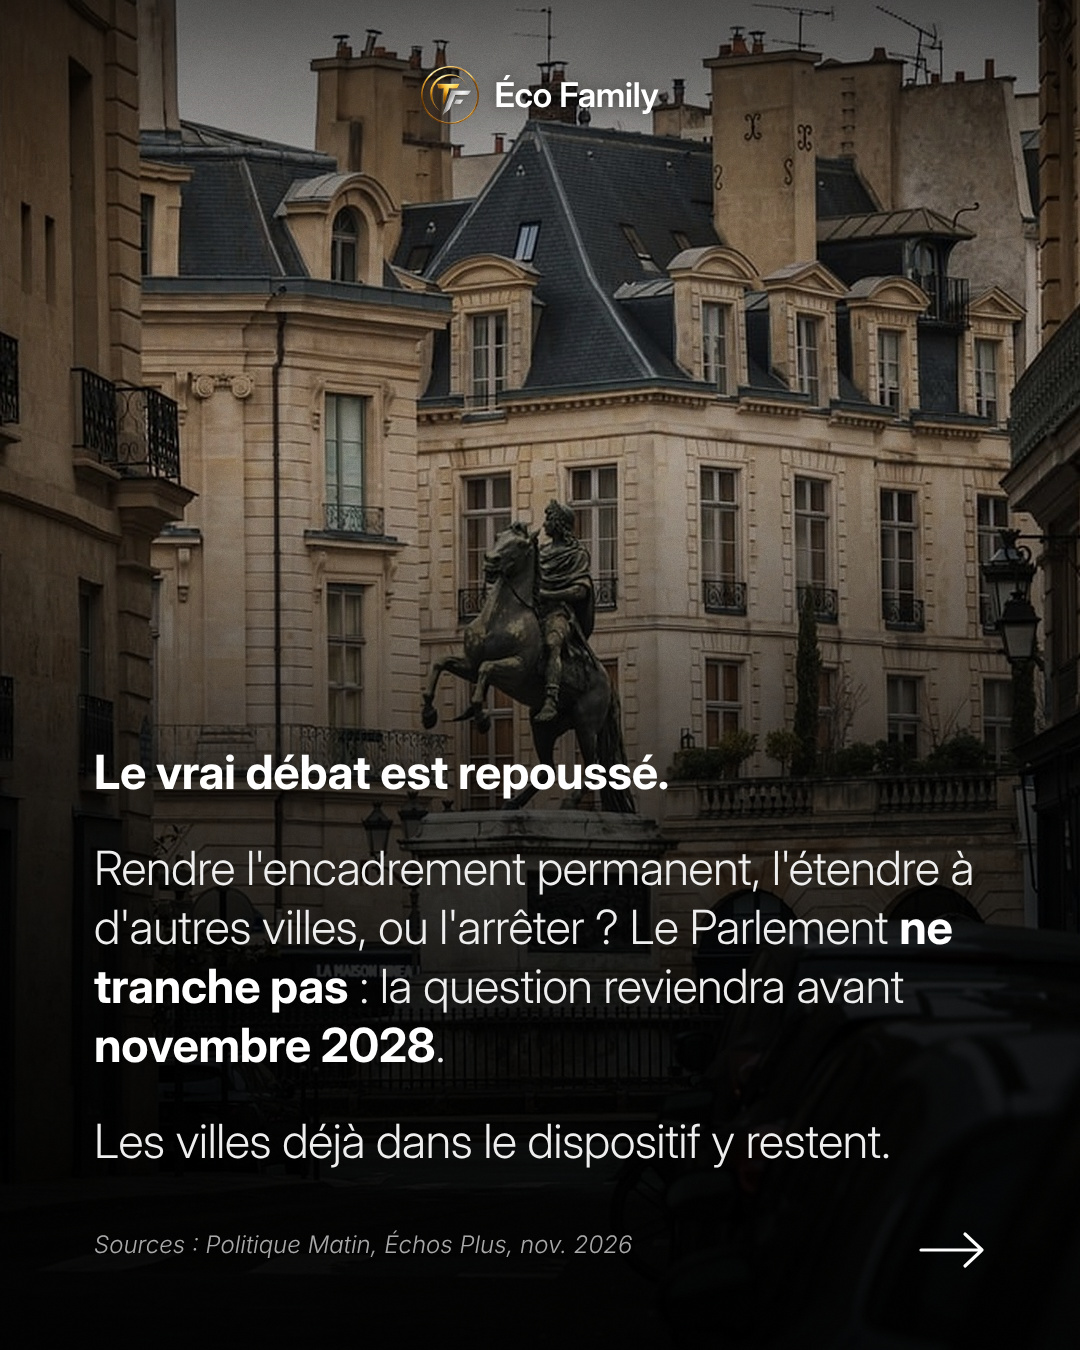 TF Éco Family
Le vrai débat est repoussé.
Rendre l'encadrement permanent, l'étendre à
d'autres villes, ou l'arrêter ? Le Parlement ne
tranche pas : la question reviendra avant
novembre 2028.
Les villes déjà dans le dispositif y restent.
Sources : Politique Matin, Échos Plus, nov. 2026